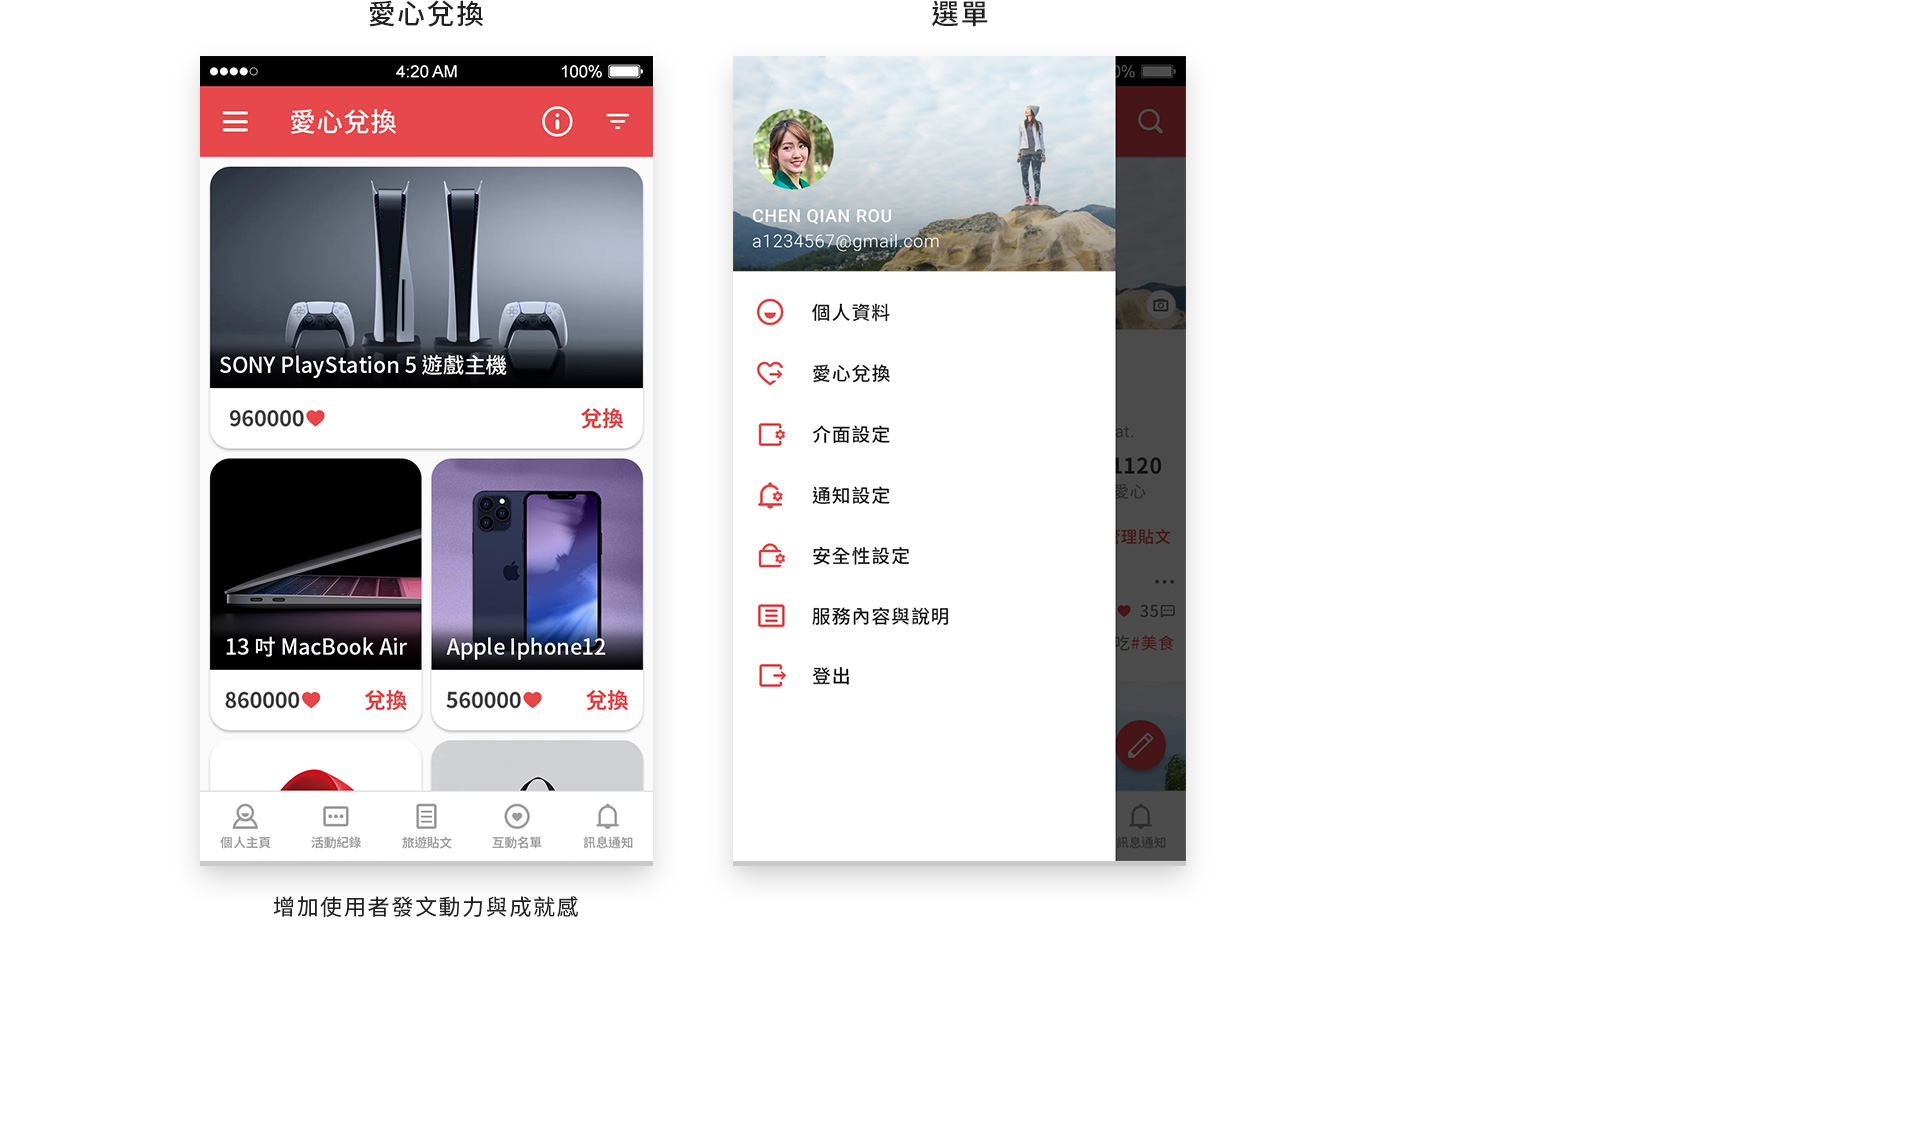 愛心兌換
選單
4:20 AM
100%
愛心兌換
SONY PlayStation 5 遊戲主機
960000
兌換
13 吋 MacBook Air
860000
兌換
Apple Iphone12
560000
兌換
個人主頁
活動紀錄
旅遊貼文
互動名單
訊息通知
增加使用者發文動力與成就感
CHEN QIAN ROU
a1234567@gmail.com
個人資料
愛心兌換
介面設定
通知設定
安全性設定
服務內容與說明
登出
0%
at.
1120
愛心
管理貼文
35
吃#美食
訊息通知